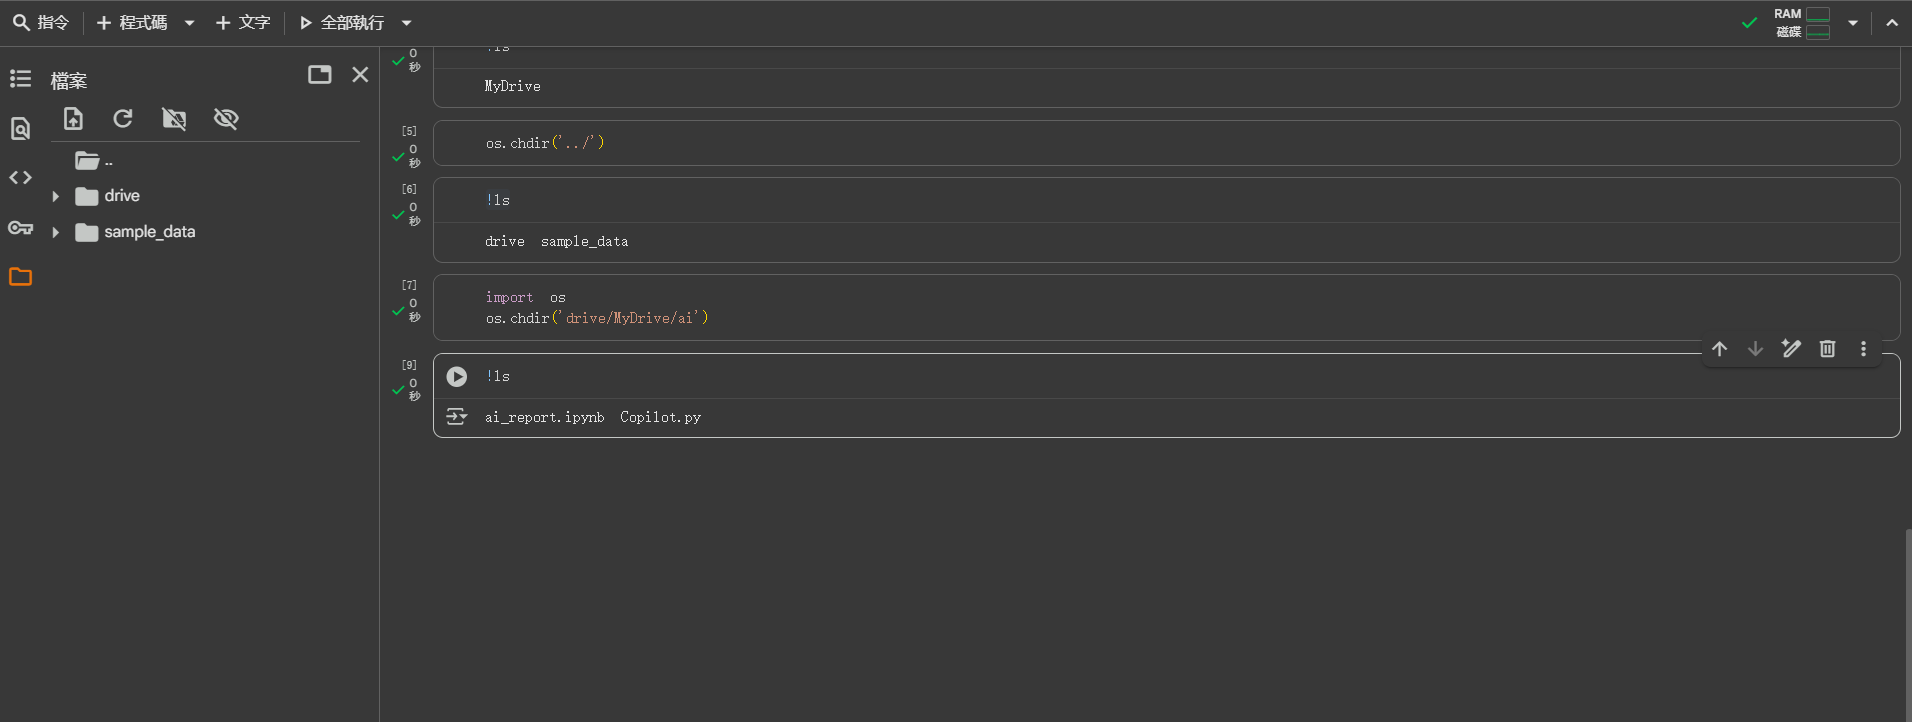 指令 程式碼 文字 全部執行 RAM
磁碟
檔案
..
drive
sample_data
!ls
0
秒
MyDrive
[5]
0
秒
os.chdir('../')
[6]
0
秒
!ls
drive sample_data
[7]
0
秒
import os
os.chdir('drive/MyDrive/ai')
[9]
0
秒
!ls
ai_report.ipynb Copilot.py